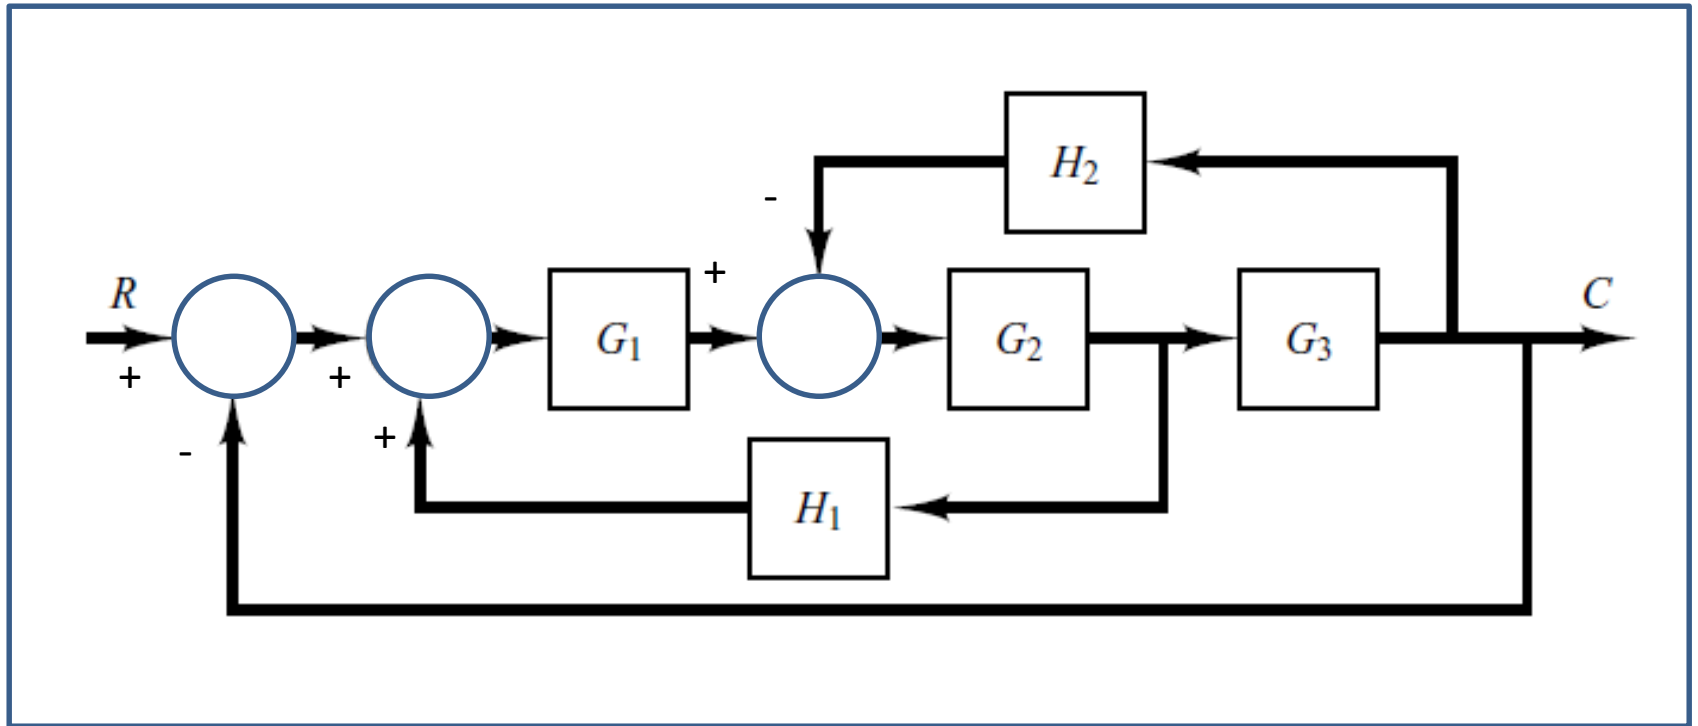 H₂
-
R
+
C
G₁
G₂
G₃
+
+
+
-
H₁